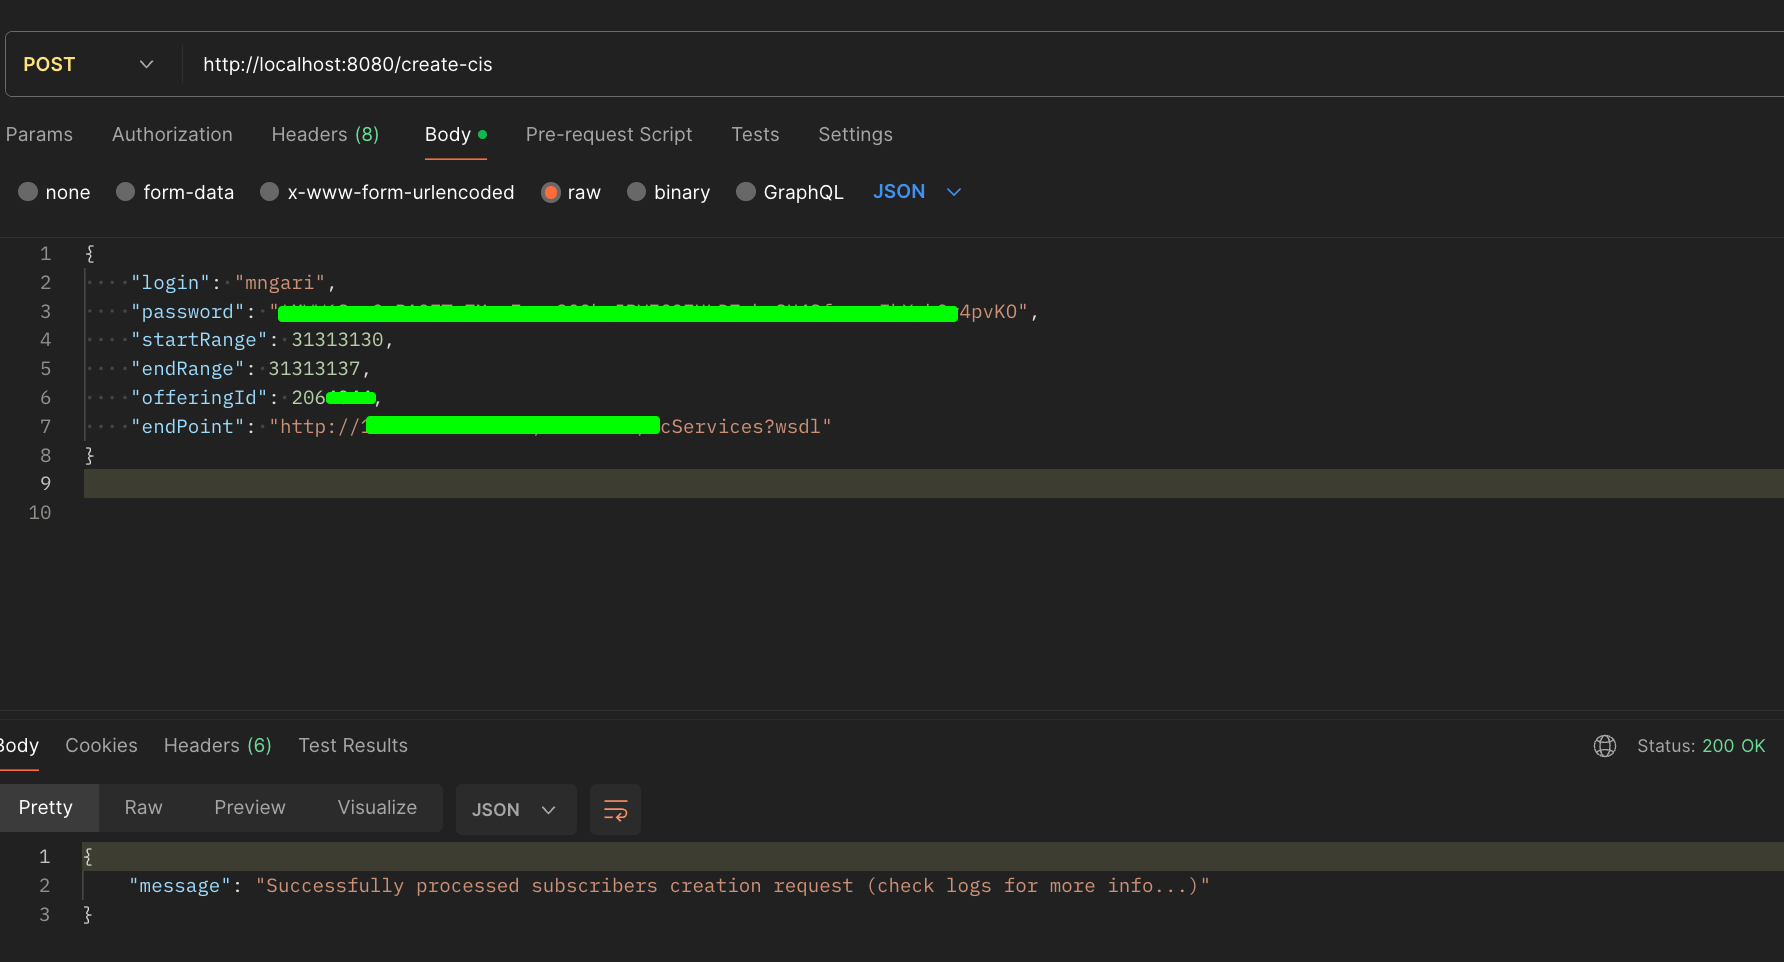 POST http://localhost:8080/create-cis
Params Authorization Headers (8) Body Pre-request Script Tests Settings
none form-data x-www-form-urlencoded raw binary GraphQL JSON
1 {
2 "login": "mngari",
3 "password": " 4pvKO",
4 "startRange": 31313130,
5 "endRange": 31313137,
6 "offeringId": 206 ,
7 "endPoint": "http:// cServices?wsdl"
8 }
9
10
Body Cookies Headers (6) Test Results Status: 200 OK
Pretty Raw Preview Visualize JSON
1 {
2 "message": "Successfully processed subscribers creation request (check logs for more info...)"
3 }